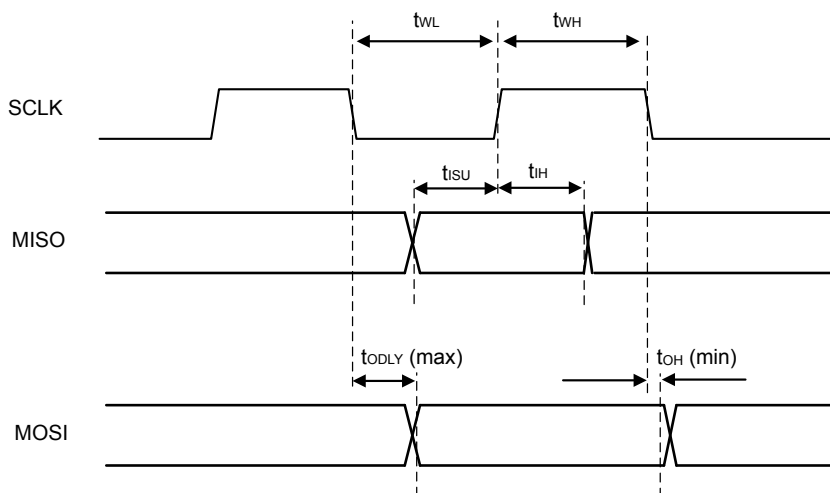 tWL tWH
SCLK
tISU tIH
MISO
tODLY (max) tOH (min)
MOSI